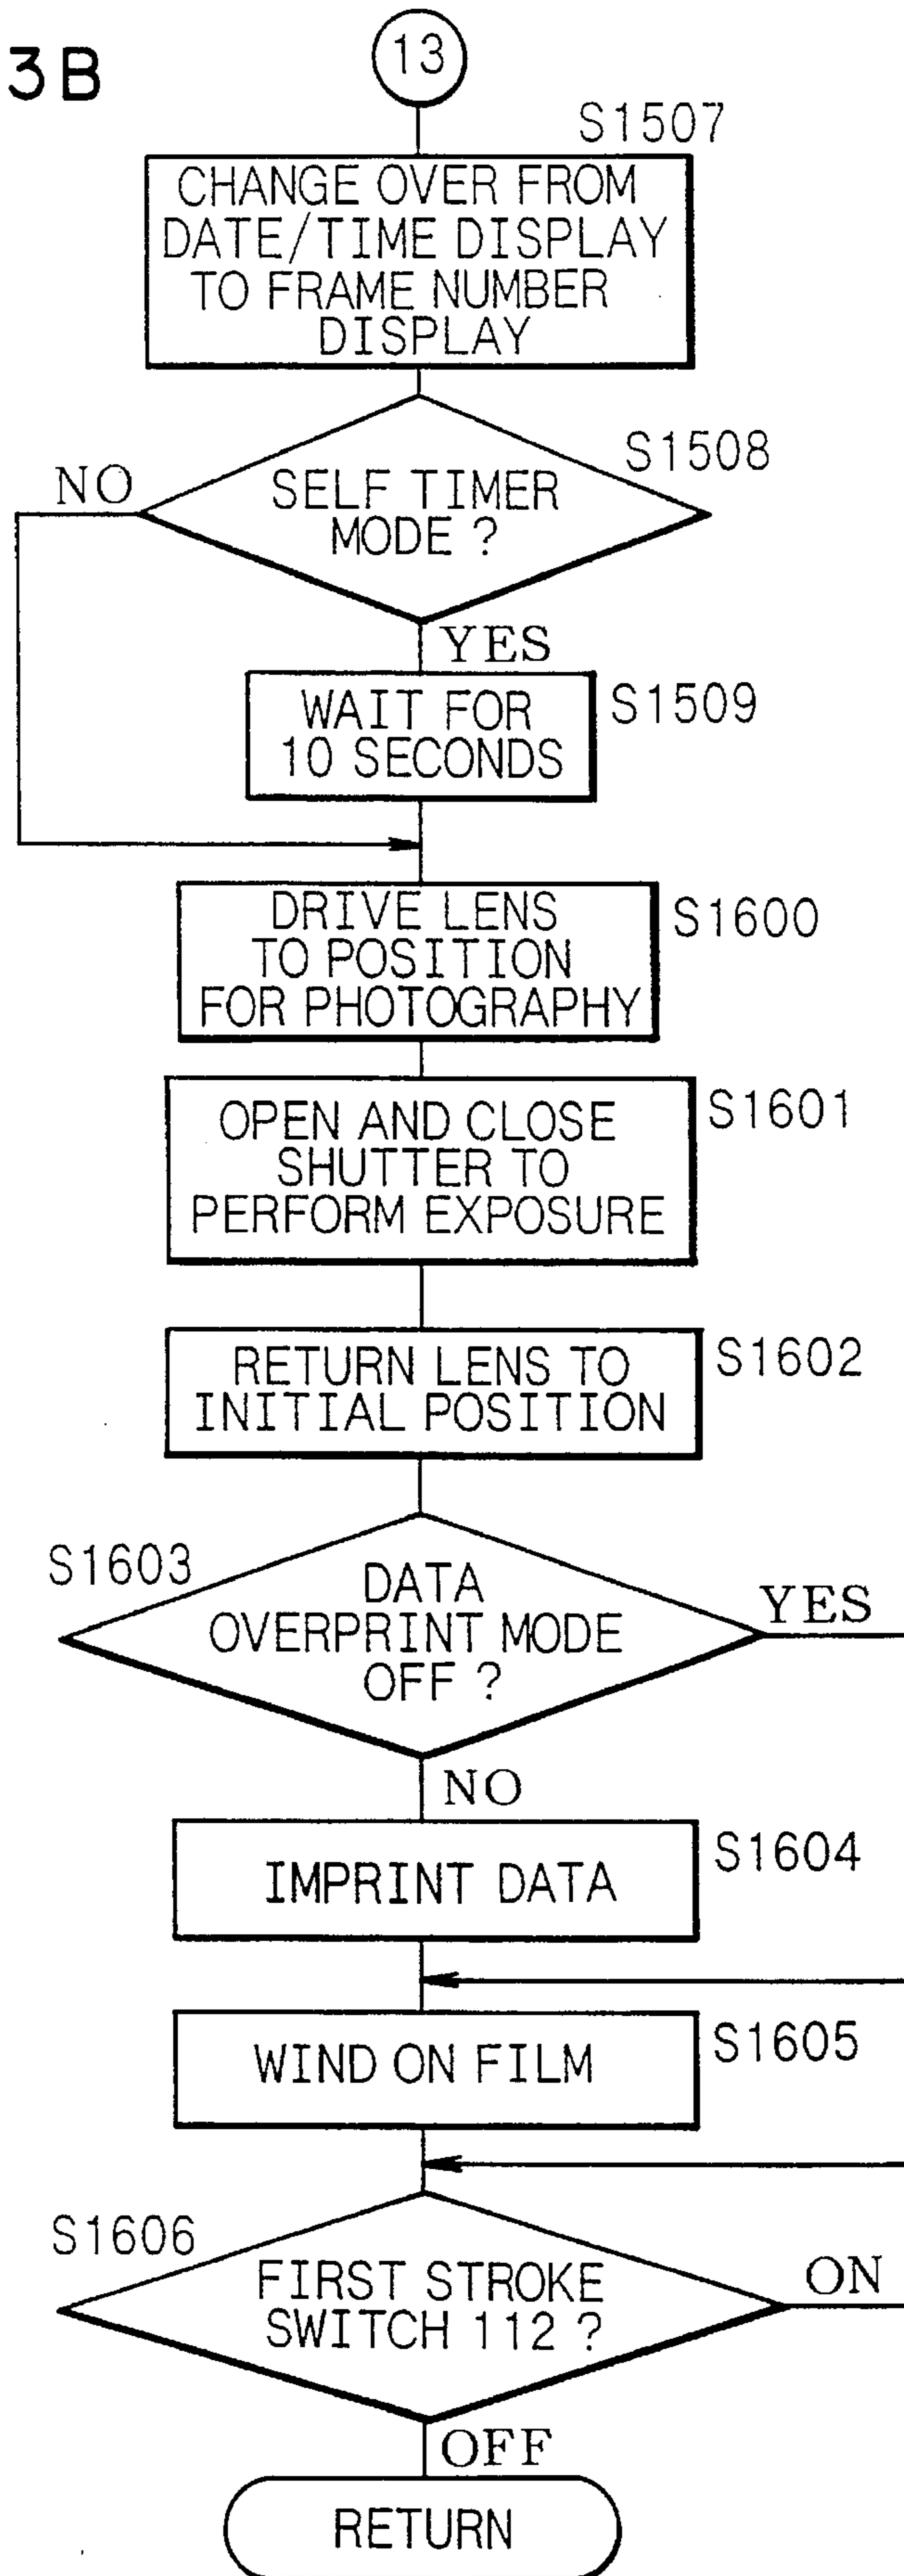 3B
13
S1507
CHANGE OVER FROM
DATE/TIME DISPLAY
TO FRAME NUMBER
DISPLAY
S1508
NO
SELF TIMER
MODE ?
YES
WAIT FOR
10 SECONDS
S1509
DRIVE LENS
TO POSITION
FOR PHOTOGRAPHY
S1600
OPEN AND CLOSE
SHUTTER TO
PERFORM EXPOSURE
S1601
RETURN LENS TO
INITIAL POSITION
S1602
S1603
DATA
OVERPRINT MODE
OFF ?
YES
NO
IMPRINT DATA
S1604
WIND ON FILM
S1605
S1606
FIRST STROKE
SWITCH 112 ?
ON
OFF
RETURN